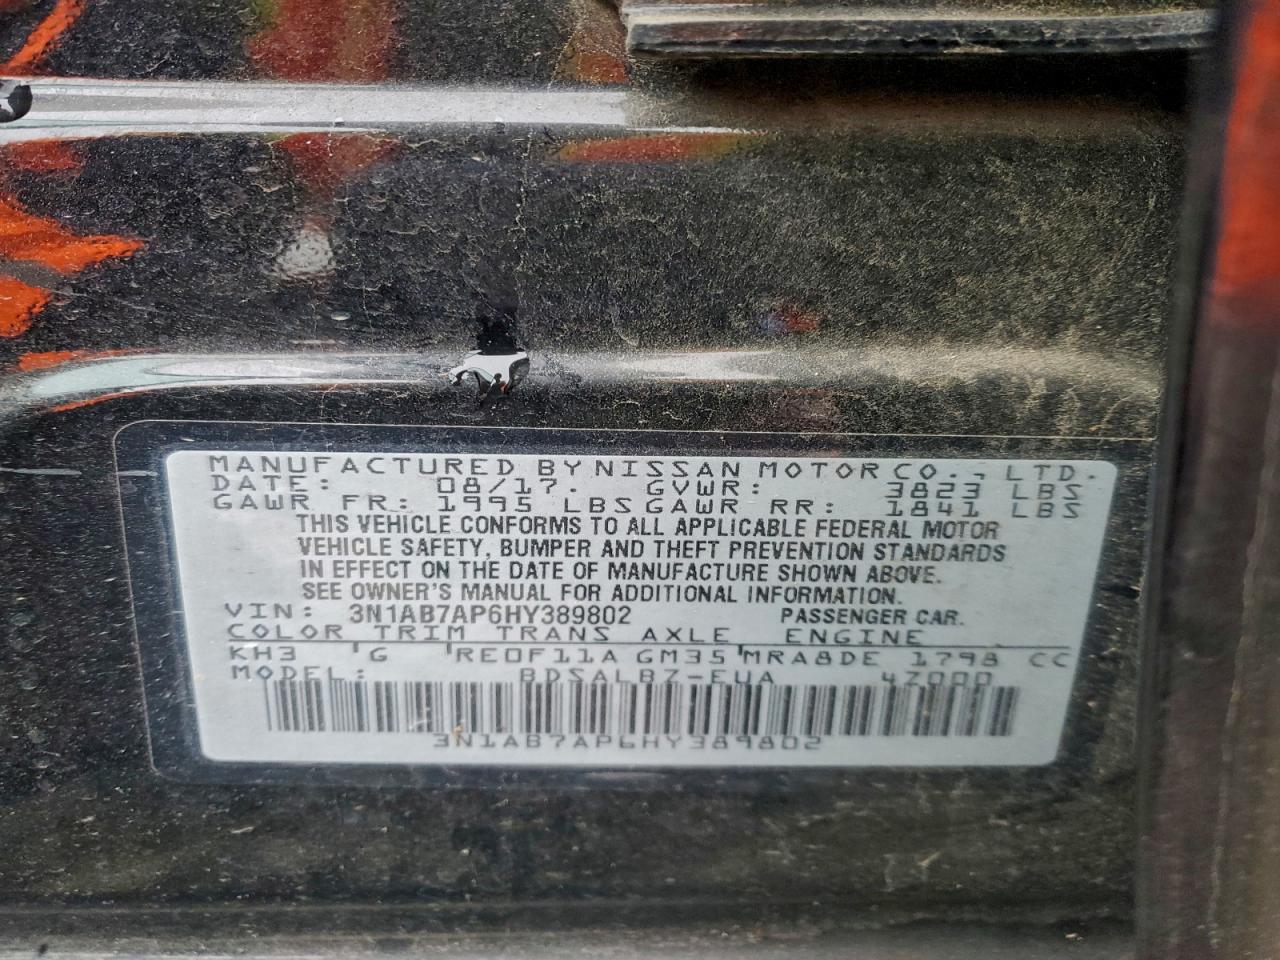 MANUFACTURED BY NISSAN MOTOR CO., LTD.
DATE: 08/17. GVWR: 3823 LBS
GAWR FR: 1995 LBS GAWR RR: 1841 LBS
THIS VEHICLE CONFORMS TO ALL APPLICABLE FEDERAL MOTOR
VEHICLE SAFETY, BUMPER AND THEFT PREVENTION STANDARDS
IN EFFECT ON THE DATE OF MANUFACTURE SHOWN ABOVE.
SEE OWNER'S MANUAL FOR ADDITIONAL INFORMATION.
VIN: 3N1AB7AP6HY389802 PASSENGER CAR.
COLOR TRIM TRANS AXLE ENGINE
KH3 'G 'RE0F11A GM35'MRA8DE 1798 CC
MODEL: BDSALBZ-EUA 4Z000
3N1AB7AP6HY389802